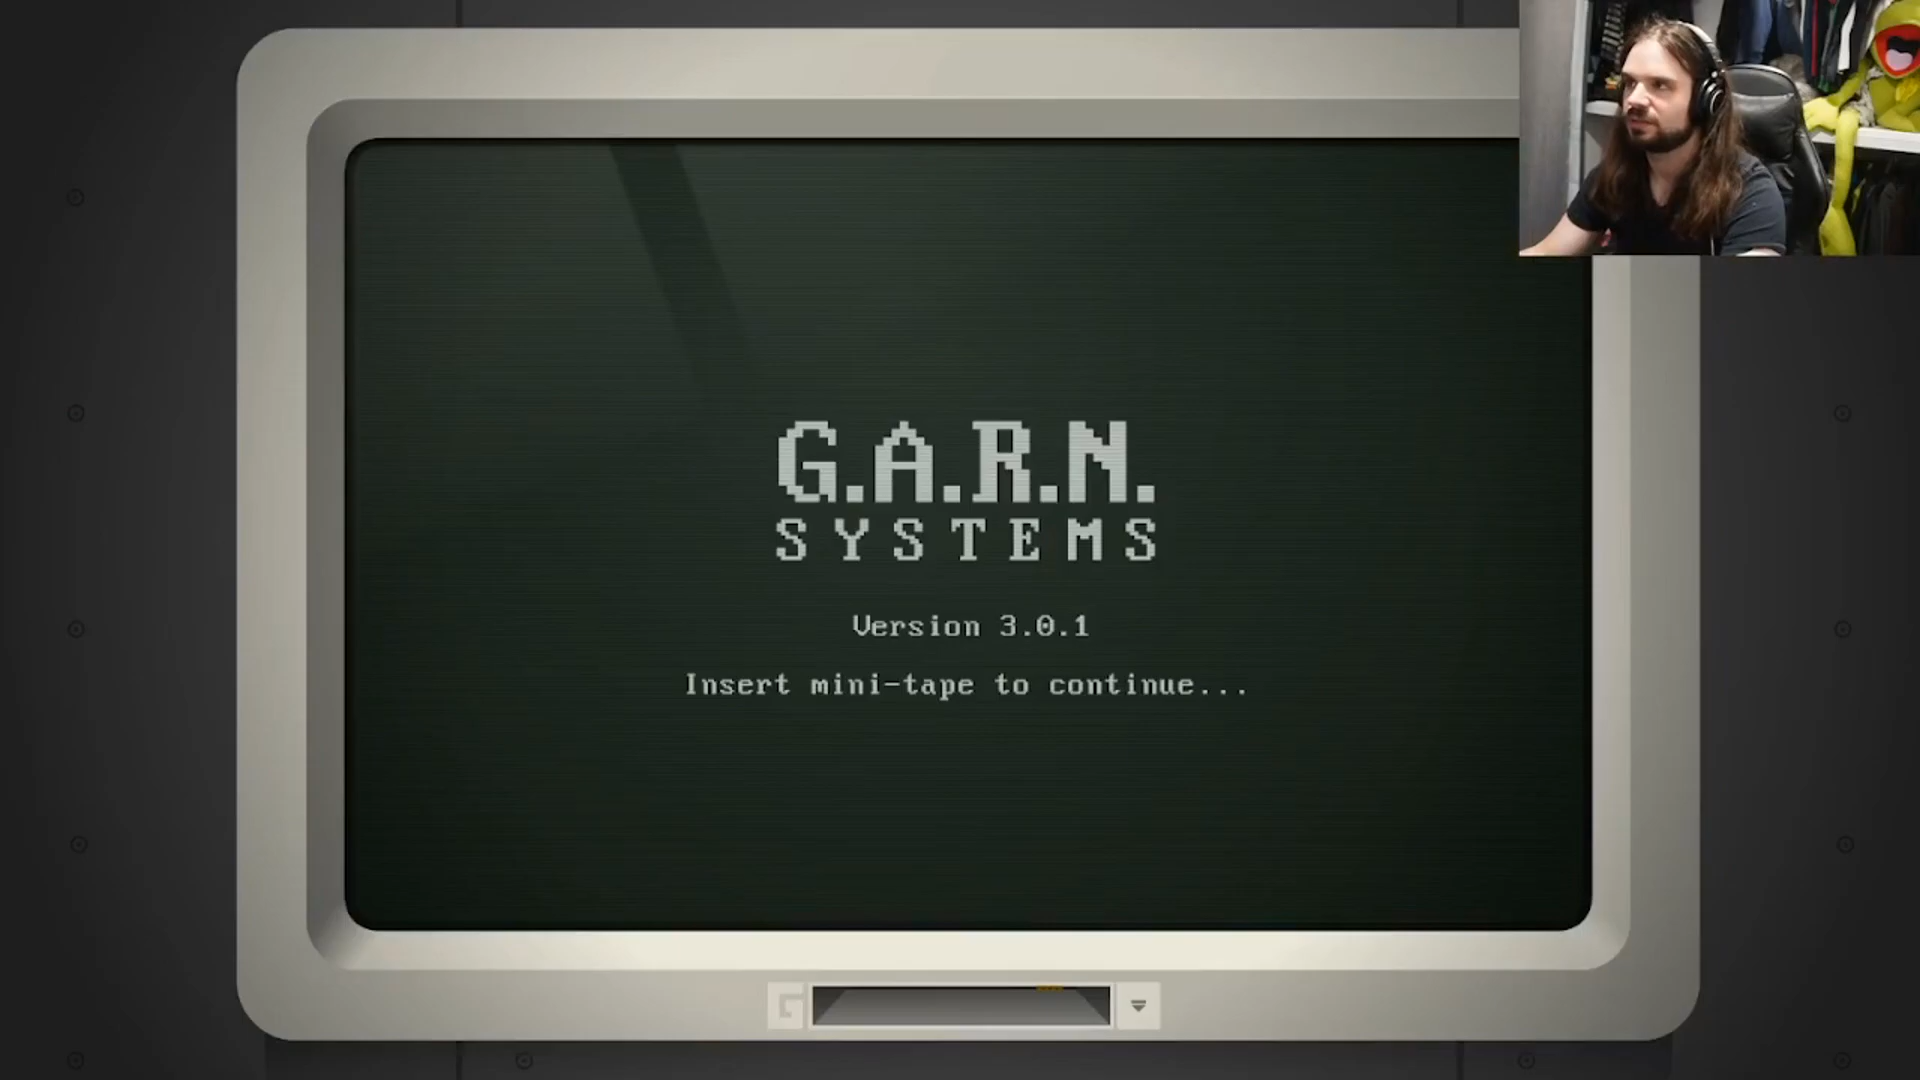 G.A.R.N.
SYSTEMS
Version 3.0.1
Insert mini-tape to continue...
G